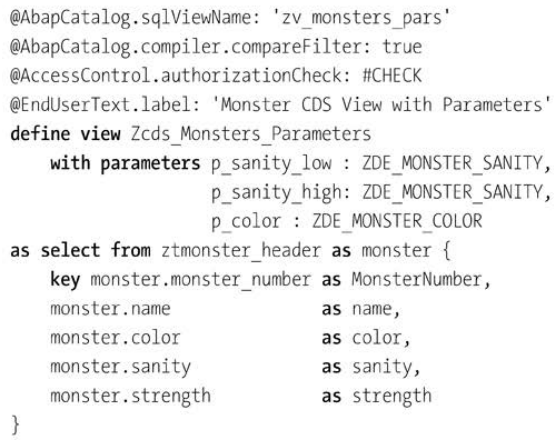 @AbapCatalog.sqlViewName: 'zv_monsters_pars'
@AbapCatalog.compiler.compareFilter: true
@AccessControl.authorizationCheck: #CHECK
@EndUserText.label: 'Monster CDS View with Parameters'
define view Zcds_Monsters_Parameters
    with parameters p_sanity_low : ZDE_MONSTER_SANITY,
                    p_sanity_high: ZDE_MONSTER_SANITY,
                    p_color : ZDE_MONSTER_COLOR
as select from ztmonster_header as monster {
    key monster.monster_number as MonsterNumber,
    monster.name               as name,
    monster.color              as color,
    monster.sanity             as sanity,
    monster.strength           as strength
}